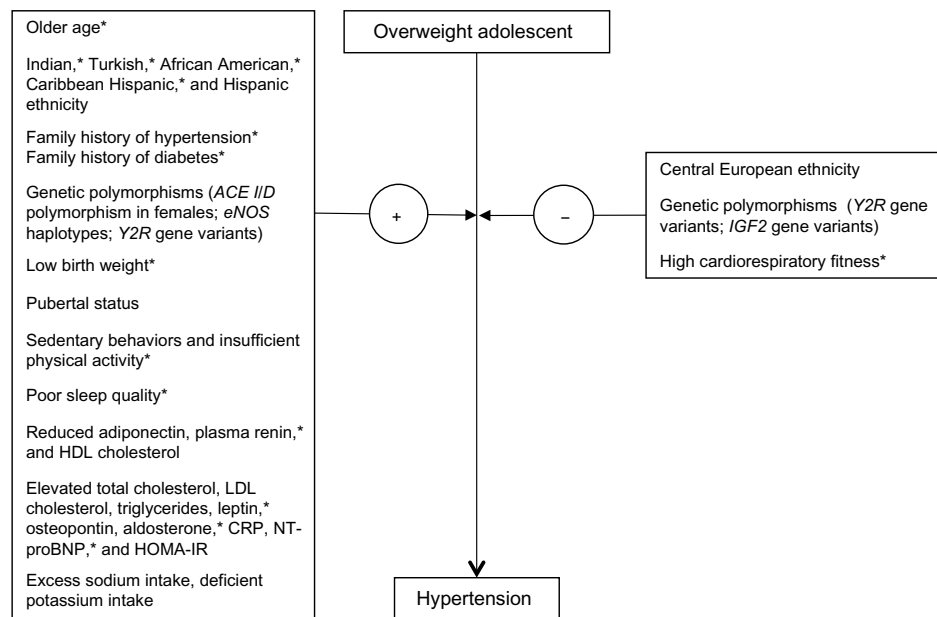 Older age*
Indian,* Turkish,* African American,*
Caribbean Hispanic,* and Hispanic
ethnicity
Family history of hypertension*
Family history of diabetes*
Genetic polymorphisms (ACE I/D
polymorphism in females; eNOS
haplotypes; Y2R gene variants)
Low birth weight*
Pubertal status
Sedentary behaviors and insufficient
physical activity*
Poor sleep quality*
Reduced adiponectin, plasma renin,*
and HDL cholesterol
Elevated total cholesterol, LDL
cholesterol, triglycerides, leptin,*
osteopontin, aldosterone,* CRP, NT-
proBNP,* and HOMA-IR
Excess sodium intake, deficient
potassium intake
Overweight adolescent
+
−
Central European ethnicity
Genetic polymorphisms (Y2R gene
variants; IGF2 gene variants)
High cardiorespiratory fitness*
Hypertension